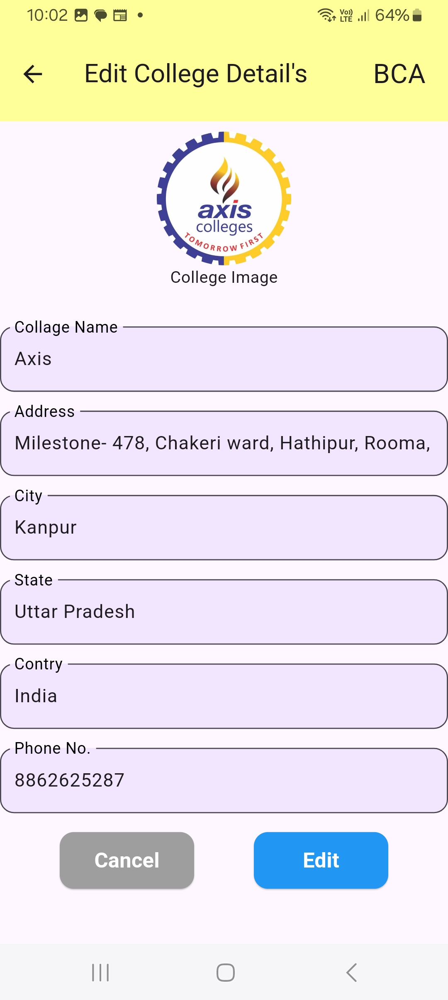 10:02 Vo)) LTE 64%
Edit College Detail's BCA
axis
colleges
TOMORROW FIRST
College Image
Collage Name
Axis
Address
Milestone- 478, Chakeri ward, Hathipur, Rooma,
City
Kanpur
State
Uttar Pradesh
Contry
India
Phone No.
8862625287
Cancel Edit